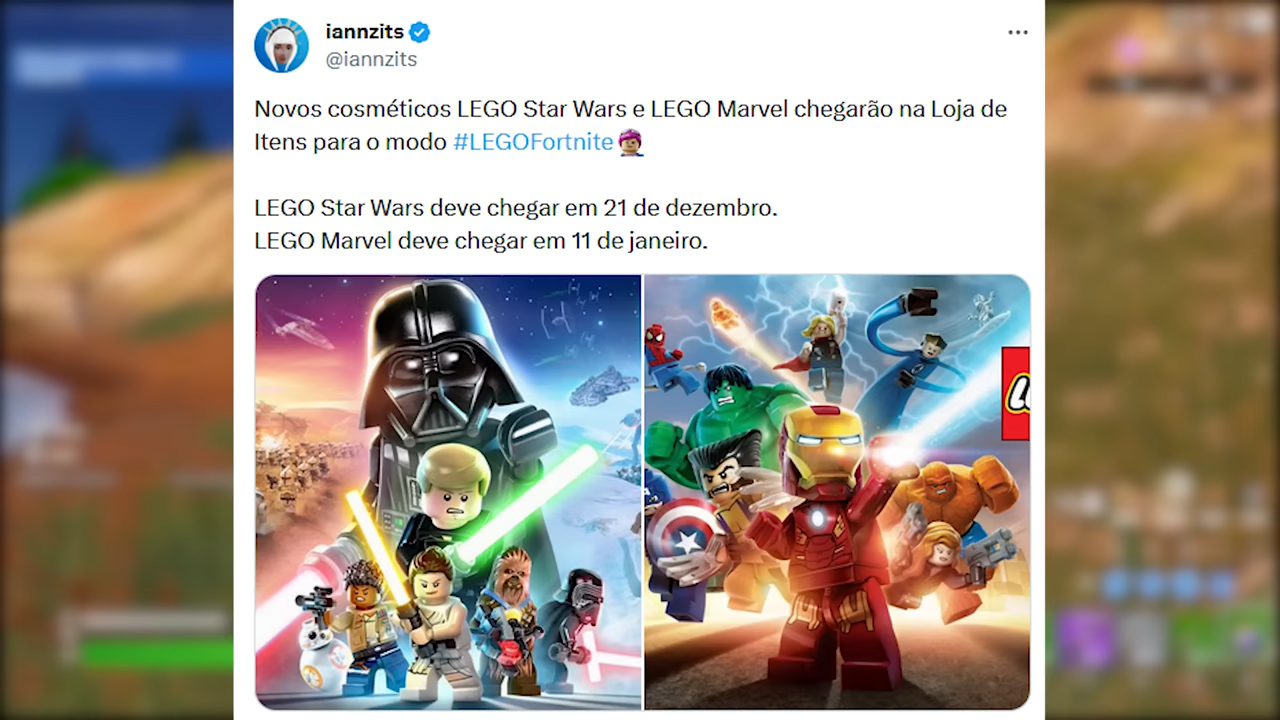 iannzits
@iannzits
Novos cosméticos LEGO Star Wars e LEGO Marvel chegarão na Loja de
Itens para o modo #LEGOFortnite
LEGO Star Wars deve chegar em 21 de dezembro.
LEGO Marvel deve chegar em 11 de janeiro.